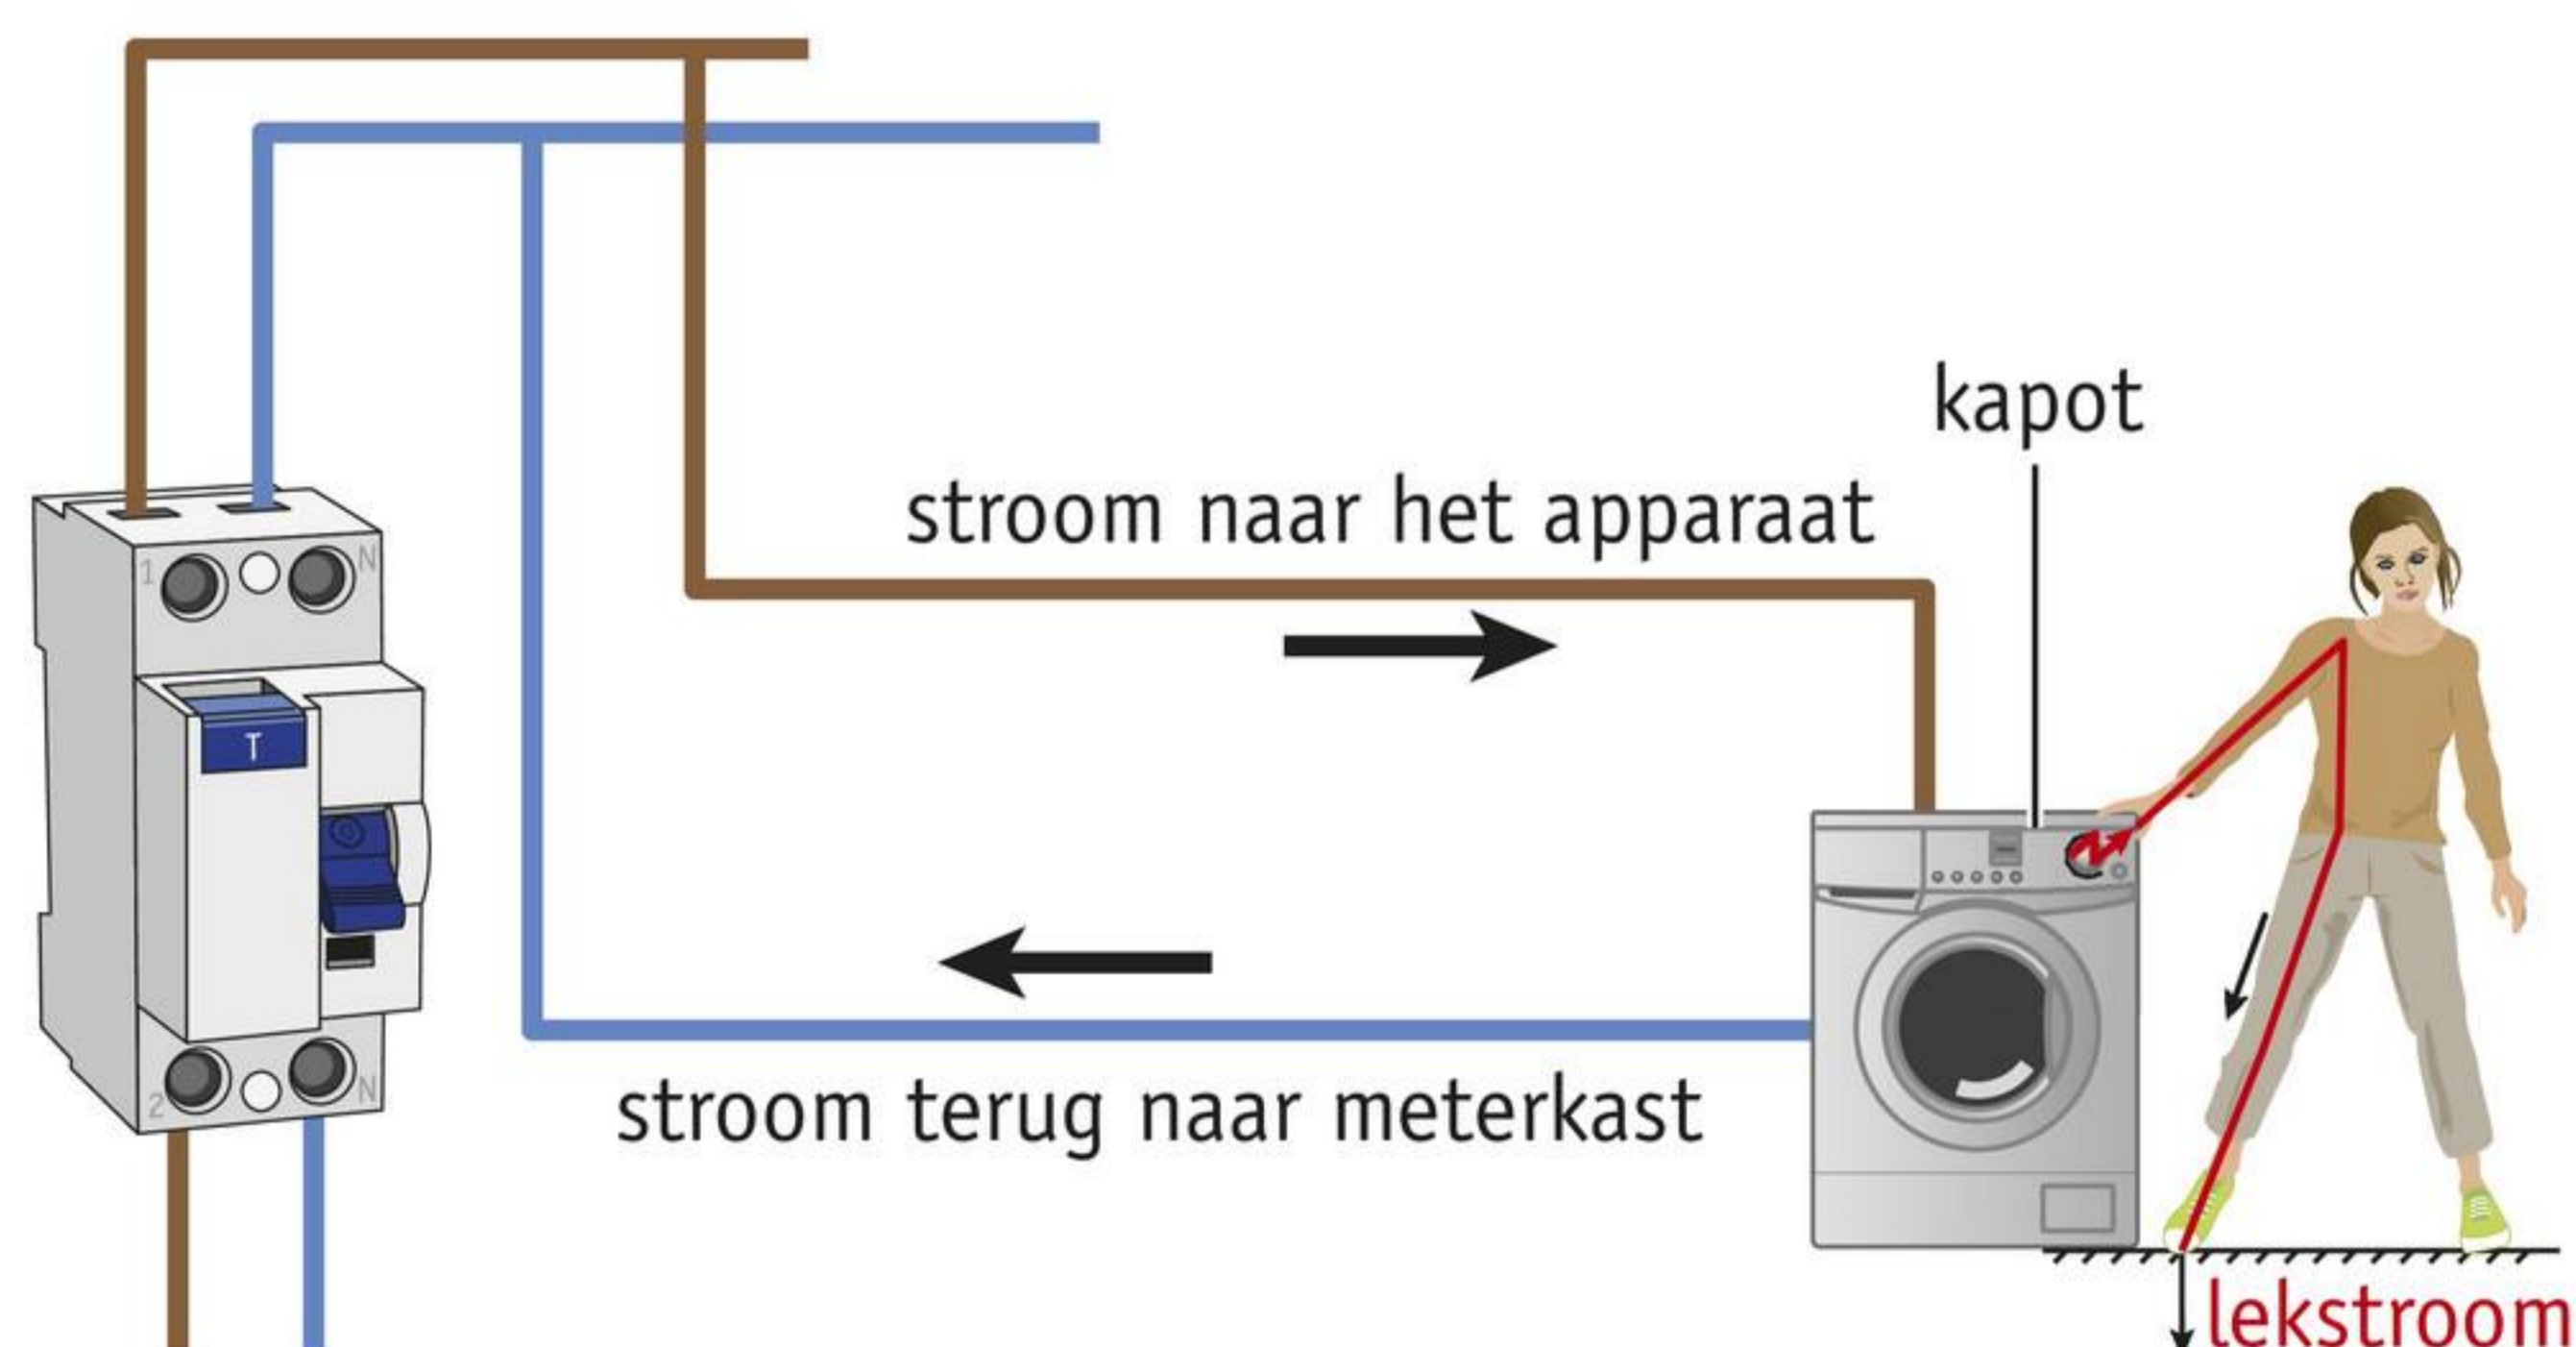 kapot
stroom naar het apparaat
1 N
T
stroom terug naar meterkast
2 N
lekstroom